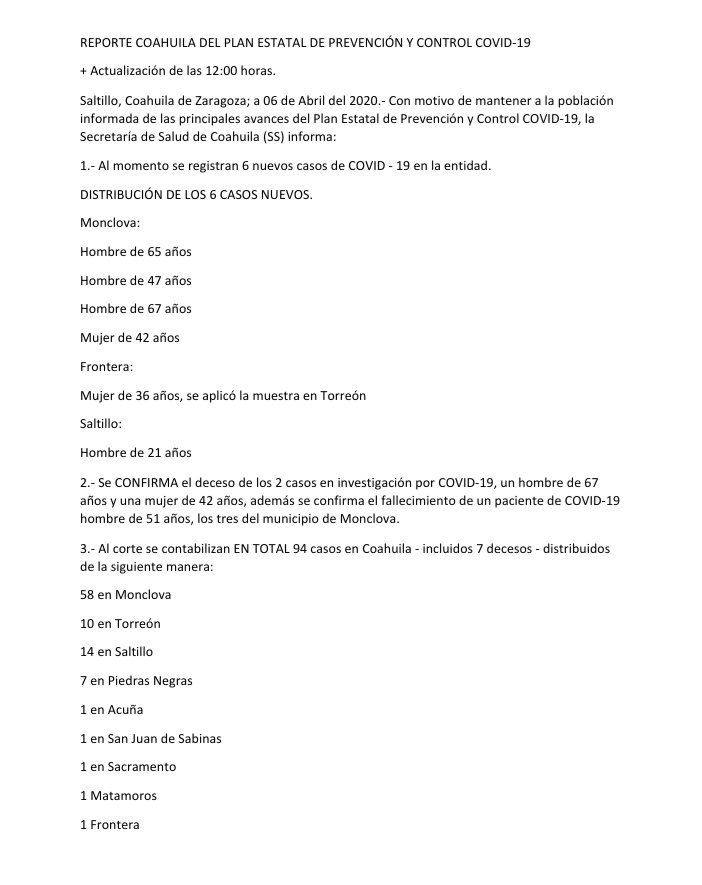 REPORTE COAHUILA DEL PLAN ESTATAL DE PREVENCIÓN Y CONTROL COVID-19
+ Actualización de las 12:00 horas.
Saltillo, Coahuila de Zaragoza; a 06 de Abril del 2020.- Con motivo de mantener a la población
informada de las principales avances del Plan Estatal de Prevención y Control COVID-19, la
Secretaría de Salud de Coahuila (SS) informa:
1.- Al momento se registran 6 nuevos casos de COVID - 19 en la entidad.
DISTRIBUCIÓN DE LOS 6 CASOS NUEVOS.
Monclova:
Hombre de 65 años
Hombre de 47 años
Hombre de 67 años
Mujer de 42 años
Frontera:
Mujer de 36 años, se aplicó la muestra en Torreón
Saltillo:
Hombre de 21 años
2.- Se CONFIRMA el deceso de los 2 casos en investigación por COVID-19, un hombre de 67
años y una mujer de 42 años, además se confirma el fallecimiento de un paciente de COVID-19
hombre de 51 años, los tres del municipio de Monclova.
3.- Al corte se contabilizan EN TOTAL 94 casos en Coahuila - incluidos 7 decesos - distribuidos
de la siguiente manera:
58 en Monclova
10 en Torreón
14 en Saltillo
7 en Piedras Negras
1 en Acuña
1 en San Juan de Sabinas
1 en Sacramento
1 Matamoros
1 Frontera